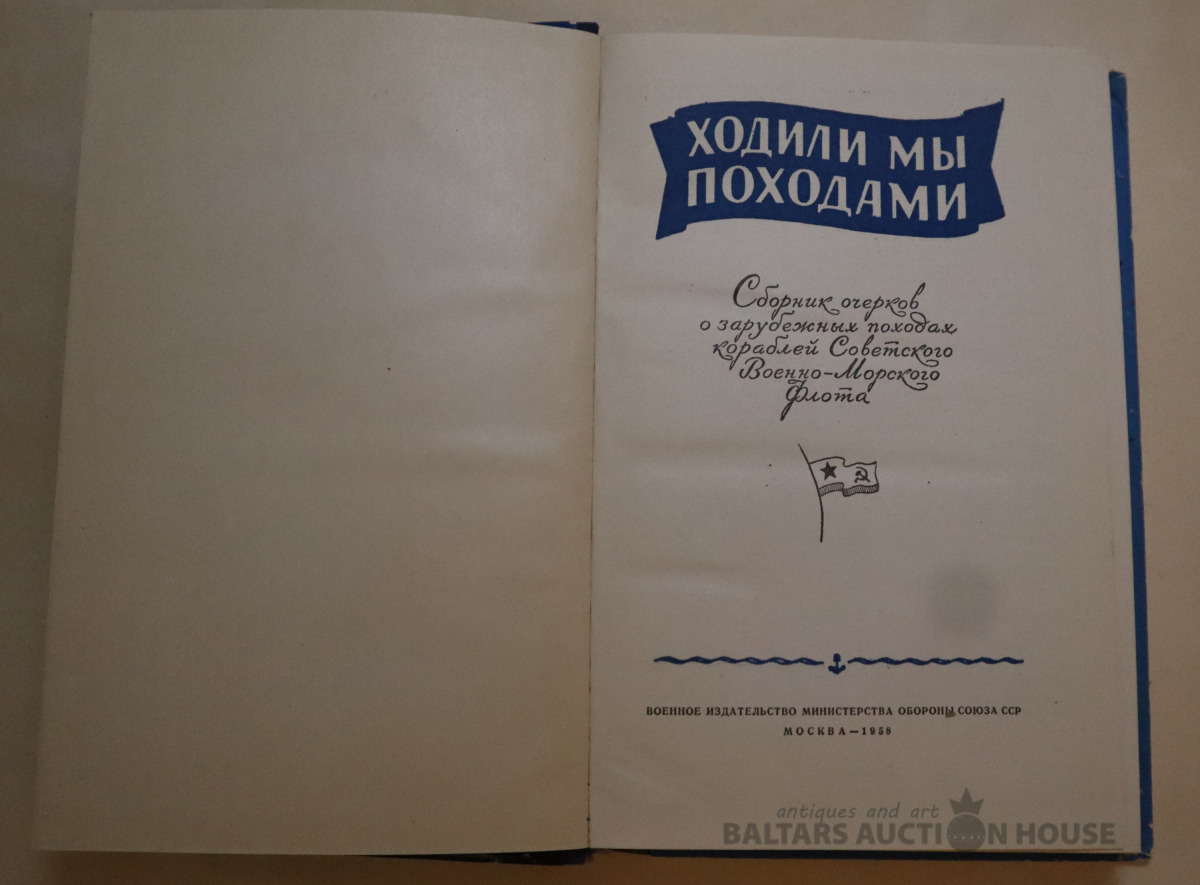 ХОДИЛИ МЫ
ПОХОДАМИ
Сборник очерков
о зарубежных походах
кораблей Советского
Военно-Морского
Флота
ВОЕННОЕ ИЗДАТЕЛЬСТВО МИНИСТЕРСТВА ОБОРОНЫ СОЮЗА ССР
МОСКВА—1958
antiques and art
BALTARS AUCTION HOUSE